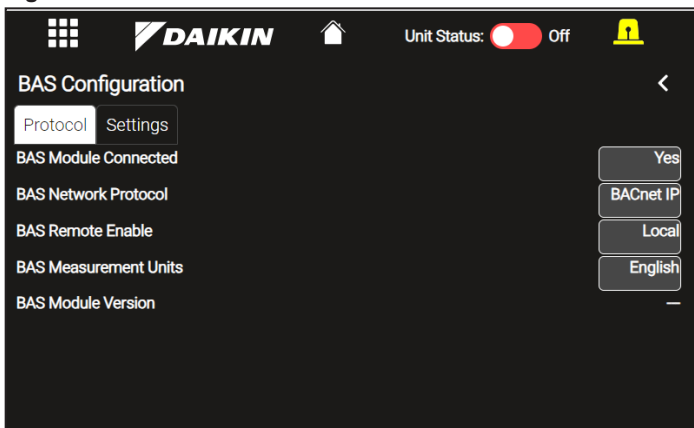 DAIKIN Unit Status: Off
BAS Configuration
Protocol Settings
BAS Module Connected Yes
BAS Network Protocol BACnet IP
BAS Remote Enable Local
BAS Measurement Units English
BAS Module Version —